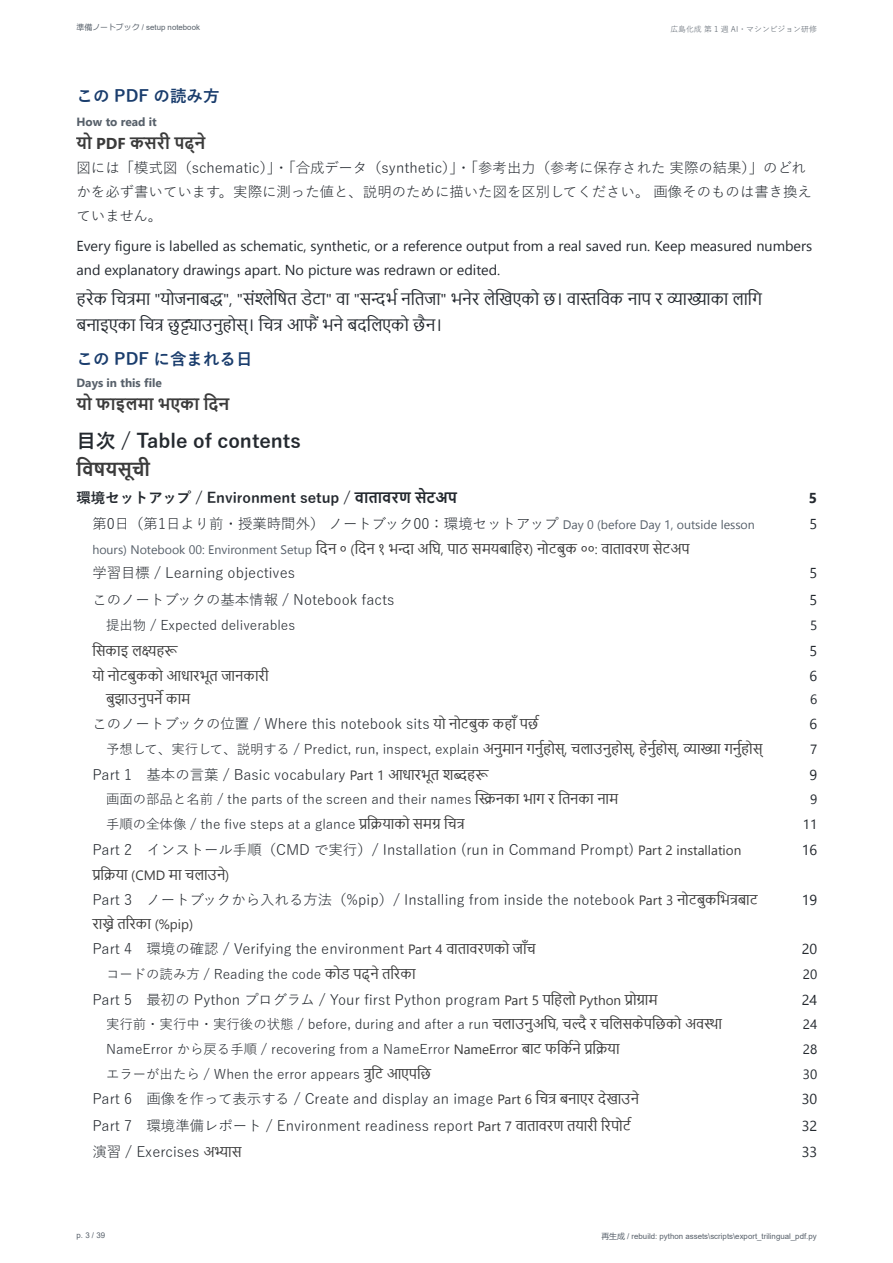 準備ノートブック / setup notebook
広島化成 第 1 週 AI・マシンビジョン研修
この PDF の読み方
How to read it
यो PDF कसरी पढ्ने
図には「模式図（schematic）」・「合成データ（synthetic）」・「参考出力（参考に保存された 実際の結果）」のどれ
かを必ず書いています。実際に測った値と、説明のために描いた図を区別してください。 画像そのものは書き換え
ていません。
Every figure is labelled as schematic, synthetic, or a reference output from a real saved run. Keep measured numbers
and explanatory drawings apart. No picture was redrawn or edited.
हरेक चित्रमा "योजनाबद्ध", "संश्लेषित डेटा" वा "सन्दर्भ नतिजा" भनेर लेखिएको छ। वास्तविक नाप र व्याख्याका लागि
बनाइएका चित्र छुट्ट्याउनुहोस्। चित्र आफैं भने बदलिएको छैन।
この PDF に含まれる日
Days in this file
यो फाइलमा भएका दिन
目次 / Table of contents
विषयसूची
環境セットアップ / Environment setup / वातावरण सेटअप 5
第0日（第1日より前・授業時間外） ノートブック00：環境セットアップ Day 0 (before Day 1, outside lesson 5
hours) Notebook 00: Environment Setup दिन ० (दिन १ भन्दा अघि, पाठ समयबाहिर) नोटबुक ००: वातावरण सेटअप
学習目標 / Learning objectives 5
このノートブックの基本情報 / Notebook facts 5
提出物 / Expected deliverables 5
सिकाइ लक्ष्यहरू 5
यो नोटबुकको आधारभूत जानकारी 6
बुझाउनुपर्ने काम 6
このノートブックの位置 / Where this notebook sits यो नोटबुक कहाँ पर्छ 6
予想して、実行して、説明する / Predict, run, inspect, explain अनुमान गर्नुहोस्, चलाउनुहोस्, हेर्नुहोस्, व्याख्या गर्नुहोस् 7
Part 1　基本の言葉 / Basic vocabulary Part 1 आधारभूत शब्दहरू 9
画面の部品と名前 / the parts of the screen and their names स्क्रिनका भाग र तिनका नाम 9
手順の全体像 / the five steps at a glance प्रक्रियाको समग्र चित्र 11
Part 2　インストール手順（CMD で実行）/ Installation (run in Command Prompt) Part 2 installation 16
प्रक्रिया (CMD मा चलाउने)
Part 3　ノートブックから入れる方法（%pip）/ Installing from inside the notebook Part 3 नोटबुकभित्रबाट 19
राख्ने तरिका (%pip)
Part 4　環境の確認 / Verifying the environment Part 4 वातावरणको जाँच 20
コードの読み方 / Reading the code कोड पढ्ने तरिका 20
Part 5　最初の Python プログラム / Your first Python program Part 5 पहिलो Python प्रोग्राम 24
実行前・実行中・実行後の状態 / before, during and after a run चलाउनुअघि, चल्दै र चलिसकेपछिको अवस्था 24
NameError から戻る手順 / recovering from a NameError NameError बाट फर्किने प्रक्रिया 28
エラーが出たら / When the error appears त्रुटि आएपछि 30
Part 6　画像を作って表示する / Create and display an image Part 6 चित्र बनाएर देखाउने 30
Part 7　環境準備レポート / Environment readiness report Part 7 वातावरण तयारी रिपोर्ट 32
演習 / Exercises अभ्यास 33
p. 3 / 39
再生成 / rebuild: python assets\scripts\export_trilingual_pdf.py